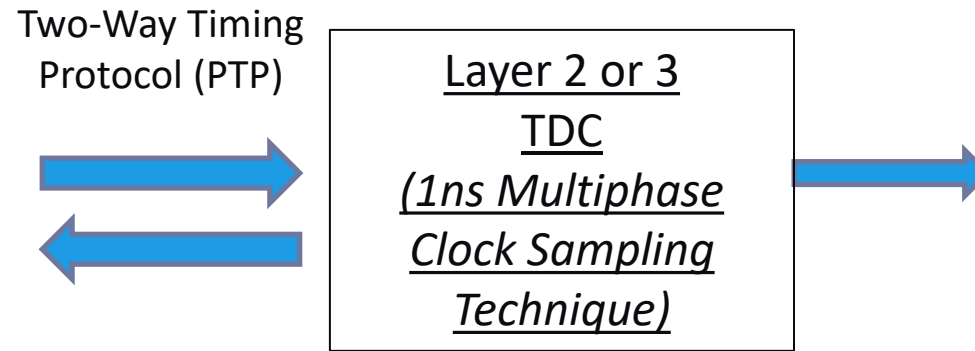 Two-Way Timing
Protocol (PTP)
Layer 2 or 3
TDC
(1ns Multiphase
Clock Sampling
Technique)